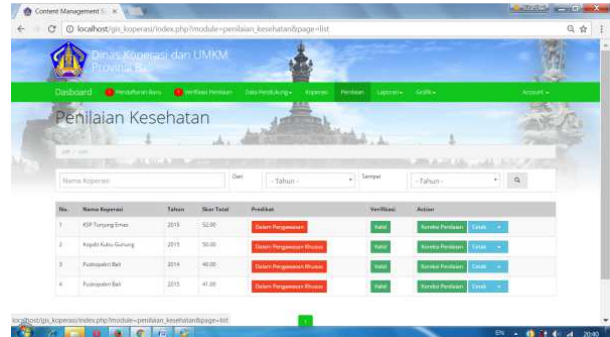 Content Management S
localhost/gis_koperasi/index.php?module=penilaian_kesehatan&page=list
Dinas Koperasi dan UMKM
Provinsi Bali
Dasboard Pendaftaran Baru Verifikasi Penilaian Data Pendukung Koperasi Penilaian Laporan Grafik Account
Penilaian Kesehatan
Nama Koperasi Dari - Tahun - Sampai - Tahun -
No. Nama Koperasi Tahun Skor Total Predikat Verifikasi Action
1 KSP Tunjung Emas 2015 52.00 Dalam Pengawasan Valid Koreksi Penilaian Cetak
2 Kopdit Kubu Gunung 2015 50.00 Dalam Pengawasan Khusus Valid Koreksi Penilaian Cetak
3 Puskopdit Bali 2014 40.00 Dalam Pengawasan Khusus Valid Koreksi Penilaian Cetak
4 Puskopdit Bali 2015 41.00 Dalam Pengawasan Khusus Valid Koreksi Penilaian Cetak
localhost/gis_koperasi/index.php?module=penilaian_kesehatan&page=list
1
EN 20:40